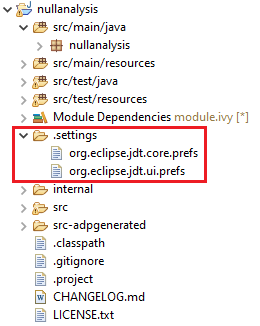 nullanalysis
src/main/java
nullanalysis
src/main/resources
src/test/java
src/test/resources
Module Dependencies module.ivy [*]
.settings
org.eclipse.jdt.core.prefs
org.eclipse.jdt.ui.prefs
internal
src
src-adpgenerated
.classpath
.gitignore
.project
CHANGELOG.md
LICENSE.txt